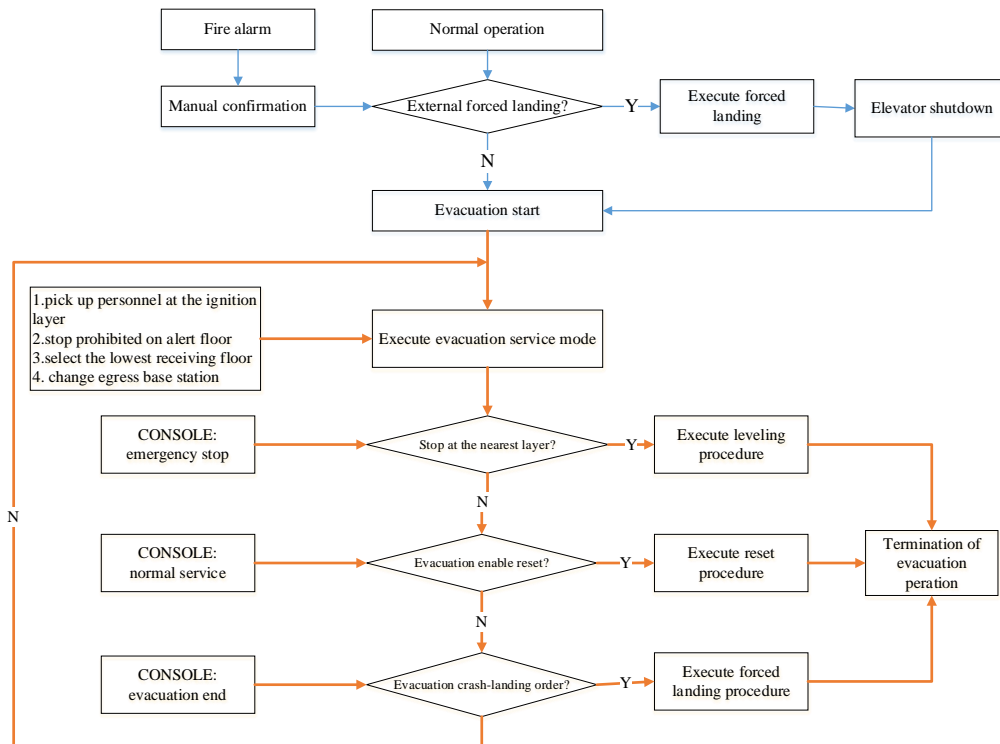 Fire alarm
Normal operation
Manual confirmation
External forced landing?
Y
Execute forced
landing
Elevator shutdown
N
Evacuation start
1.pick up personnel at the ignition
layer
2.stop prohibited on alert floor
3.select the lowest receiving floor
4. change egress base station
Execute evacuation service mode
CONSOLE:
emergency stop
Stop at the nearest layer?
Y
Execute leveling
procedure
N
N
CONSOLE:
normal service
Evacuation enable reset?
Y
Execute reset
procedure
Termination of
evacuation
peration
N
CONSOLE:
evacuation end
Evacuation crash-landing order?
Y
Execute forced
landing procedure